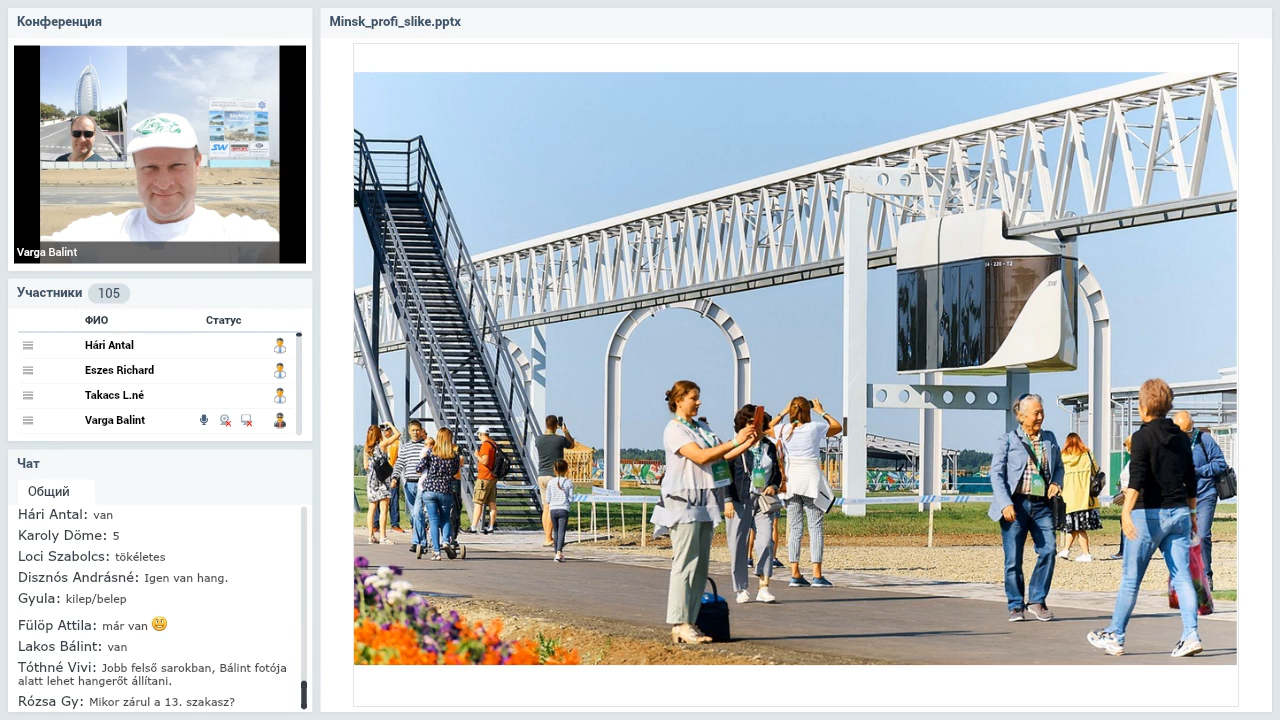 Конференция
SkyWay
SW
Varga Balint
Участники 105
ФИО Статус
Hári Antal
Eszes Richard
Takacs L.né
Varga Balint
Чат
Общий
Hári Antal: van
Karoly Döme: 5
Loci Szabolcs: tökéletes
Disznós Andrásné: Igen van hang.
Gyula: kilep/belep
Fülöp Attila: már van
Lakos Bálint: van
Tóthné Vivi: Jobb felső sarokban, Bálint fotója
alatt lehet hangerőt állítani.
Rózsa Gy: Mikor zárul a 13. szakasz?
Minsk_profi_slike.pptx
SW